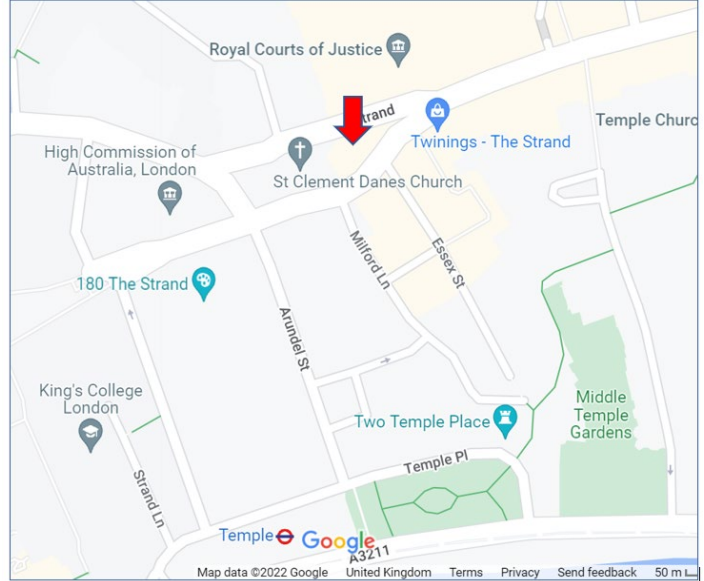 Royal Courts of Justice
trand
Temple Churc
Twinings - The Strand
High Commission of
Australia, London
St Clement Danes Church
Milford Ln
Essex St
180 The Strand
Arundel St
King's College
London
Middle
Temple
Gardens
Two Temple Place
Temple Pl
Strand Ln
Temple
Google
A3211
Map data ©2022 Google United Kingdom Terms Privacy Send feedback 50 m